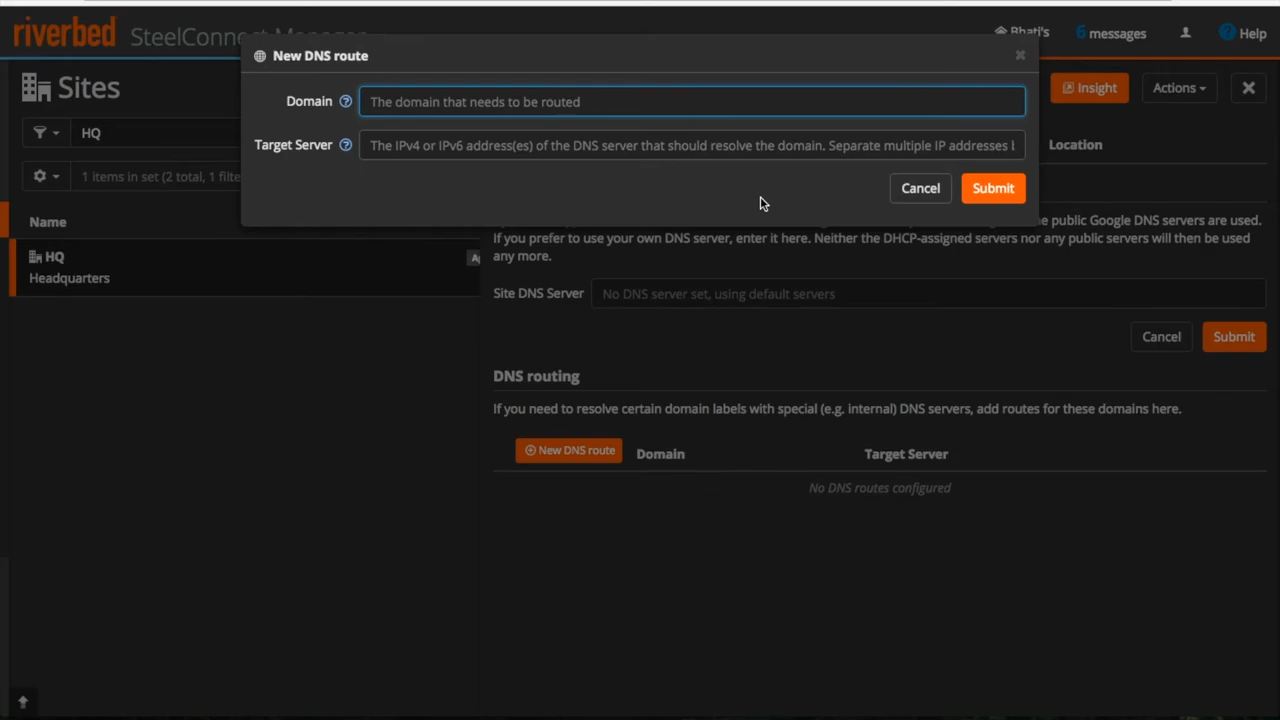 riverbed SteelConnect Manager
Bhati's
6 messages
Help
New DNS route
Sites
Domain
The domain that needs to be routed
Insight
Actions
HQ
Target Server
The IPv4 or IPv6 address(es) of the DNS server that should resolve the domain. Separate multiple IP addresses
Location
1 items in set (2 total, 1 filte
Cancel
Submit
Name
e public Google DNS servers are used.
If you prefer to use your own DNS server, enter it here. Neither the DHCP-assigned servers nor any public servers will then be used
any more.
HQ
Headquarters
Site DNS Server
No DNS server set, using default servers
Cancel
Submit
DNS routing
If you need to resolve certain domain labels with special (e.g. internal) DNS servers, add routes for these domains here.
New DNS route
Domain
Target Server
No DNS routes configured